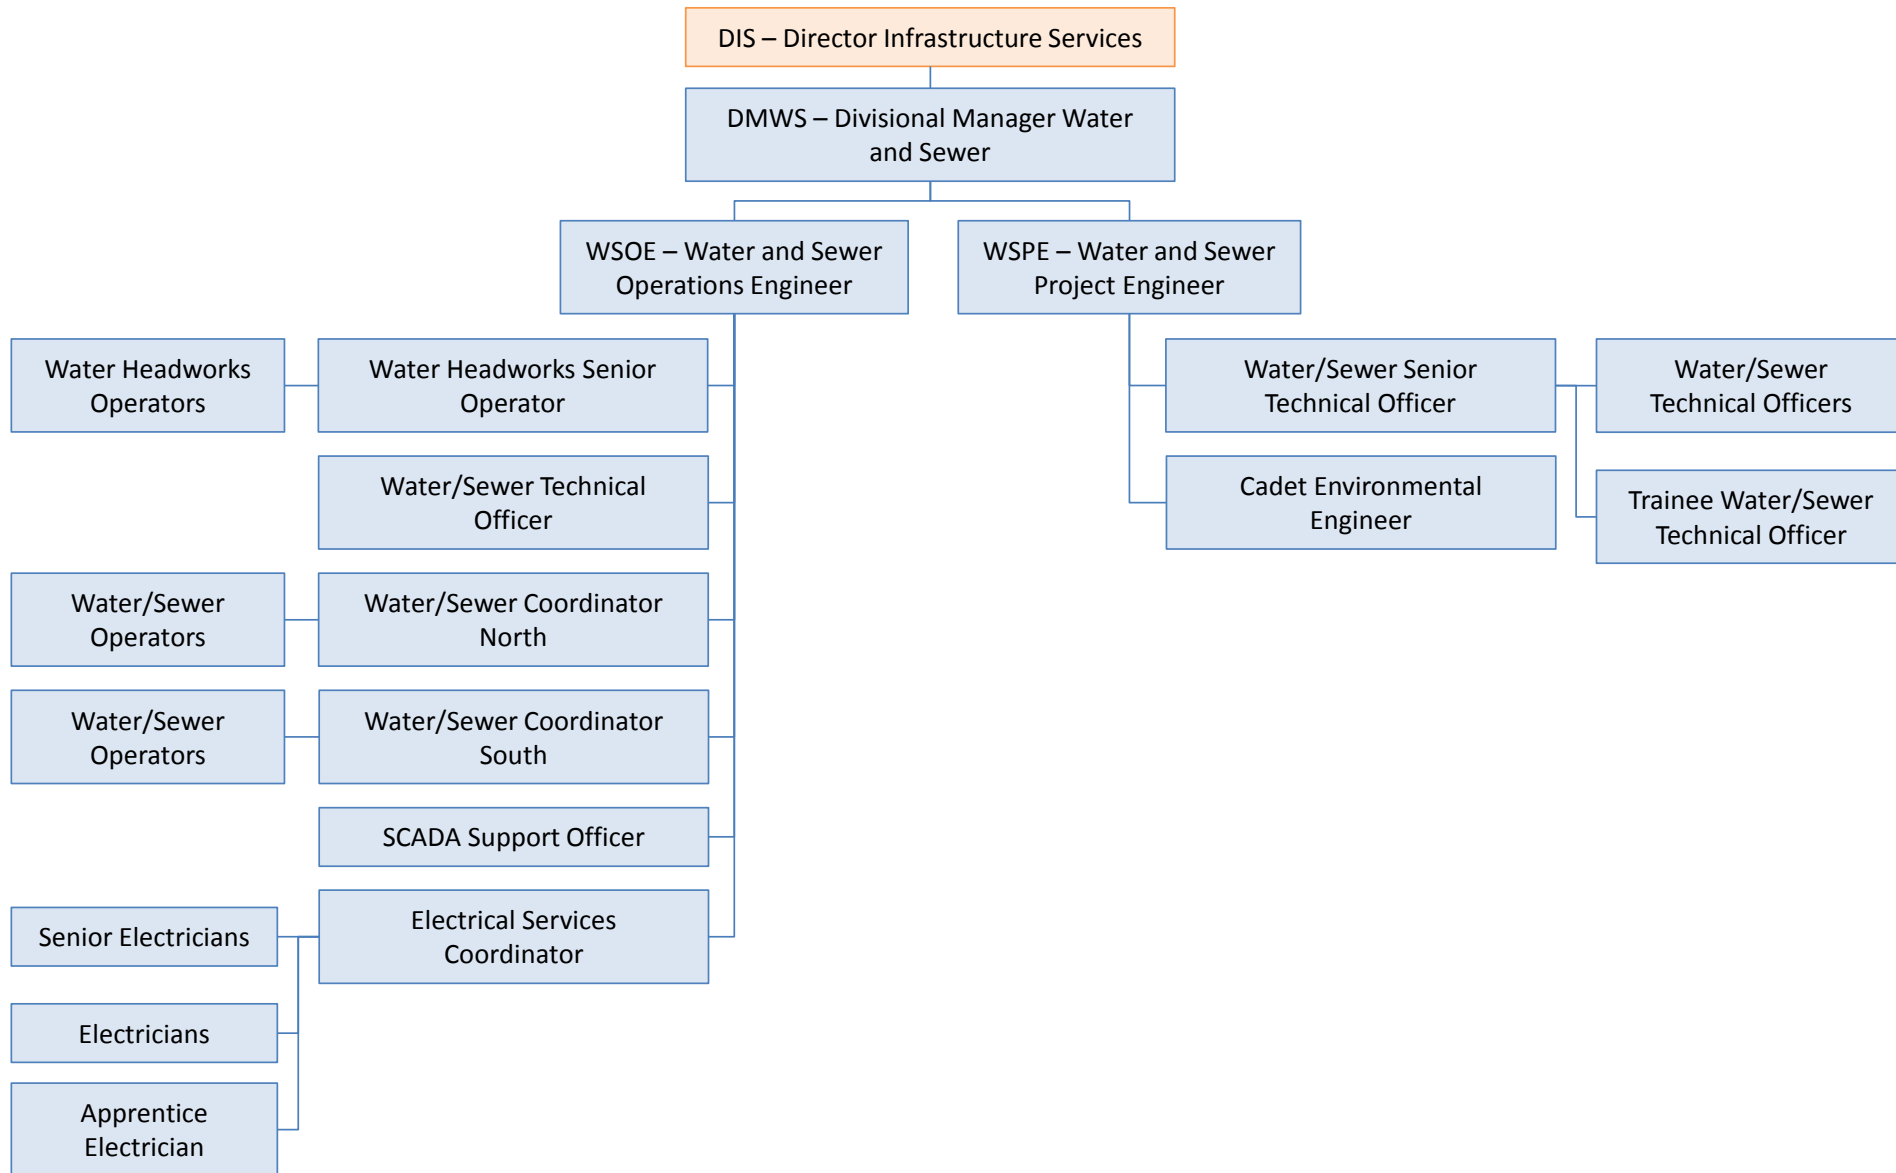 DIS – Director Infrastructure Services
DMWS – Divisional Manager Water
and Sewer
WSOE – Water and Sewer
Operations Engineer
WSPE – Water and Sewer
Project Engineer
Water Headworks
Operators
Water Headworks Senior
Operator
Water/Sewer Senior
Technical Officer
Water/Sewer
Technical Officers
Water/Sewer Technical
Officer
Cadet Environmental
Engineer
Trainee Water/Sewer
Technical Officer
Water/Sewer
Operators
Water/Sewer Coordinator
North
Water/Sewer
Operators
Water/Sewer Coordinator
South
SCADA Support Officer
Senior Electricians
Electrical Services
Coordinator
Electricians
Apprentice
Electrician